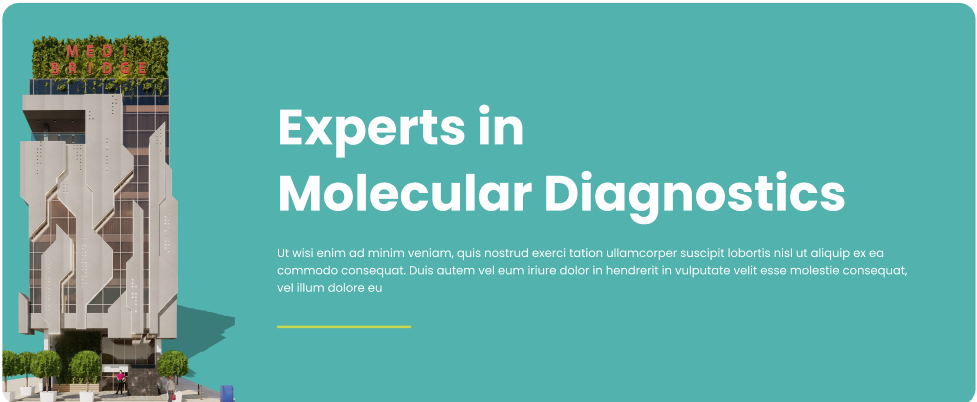 MEDI
BRIDGE
Experts in
Molecular Diagnostics
Ut wisi enim ad minim veniam, quis nostrud exerci tation ullamcorper suscipit lobortis nisl ut aliquip ex ea
commodo consequat. Duis autem vel eum iriure dolor in hendrerit in vulputate velit esse molestie consequat,
vel illum dolore eu